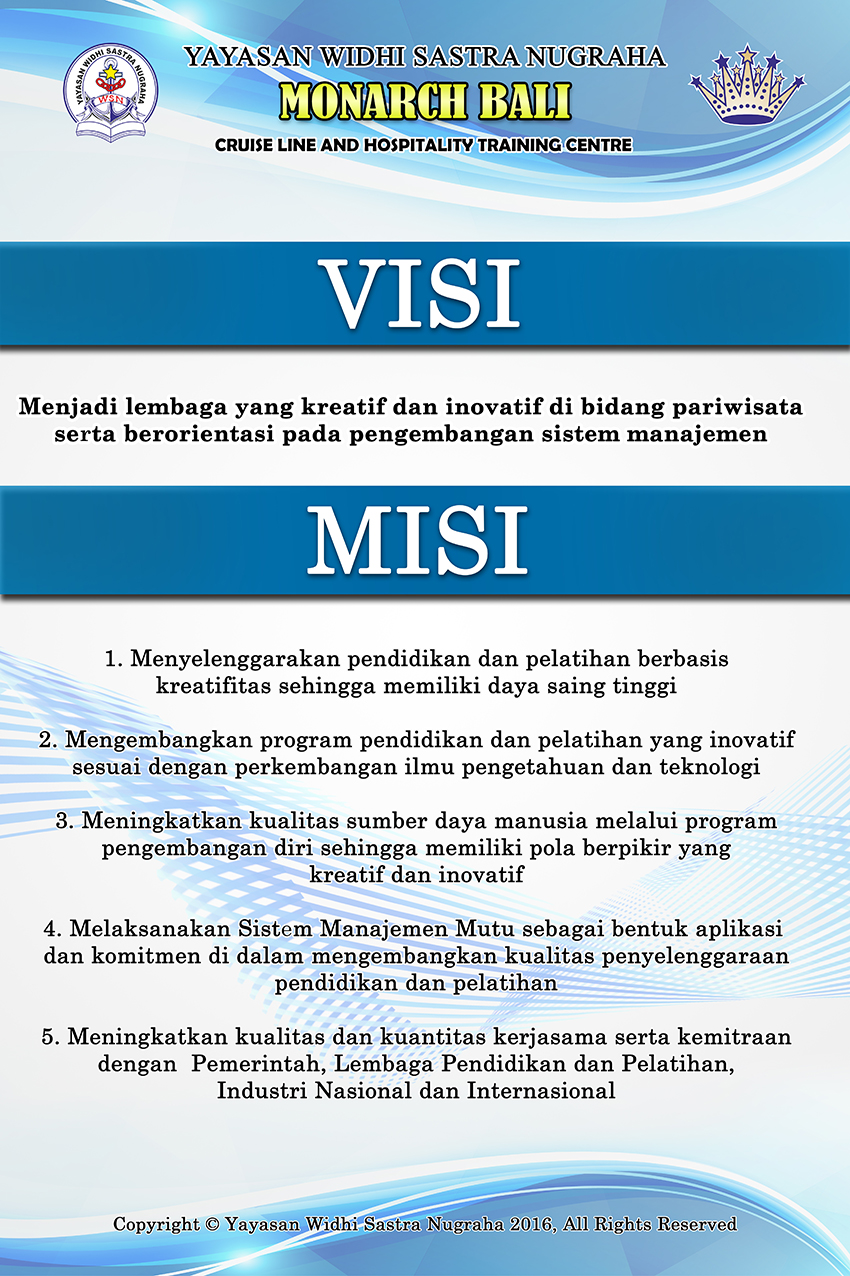 YAYASAN WIDHI SASTRA NUGRAHA
YAYASAN WIDHI SASTRA NUGRAHA
WSN
MONARCH BALI
CRUISE LINE AND HOSPITALITY TRAINING CENTRE
VISI
Menjadi lembaga yang kreatif dan inovatif di bidang pariwisata
serta berorientasi pada pengembangan sistem manajemen
MISI
1. Menyelenggarakan pendidikan dan pelatihan berbasis
kreatifitas sehingga memiliki daya saing tinggi
2. Mengembangkan program pendidikan dan pelatihan yang inovatif
sesuai dengan perkembangan ilmu pengetahuan dan teknologi
3. Meningkatkan kualitas sumber daya manusia melalui program
pengembangan diri sehingga memiliki pola berpikir yang
kreatif dan inovatif
4. Melaksanakan Sistem Manajemen Mutu sebagai bentuk aplikasi
dan komitmen di dalam mengembangkan kualitas penyelenggaraan
pendidikan dan pelatihan
5. Meningkatkan kualitas dan kuantitas kerjasama serta kemitraan
dengan  Pemerintah, Lembaga Pendidikan dan Pelatihan,
Industri Nasional dan Internasional
Copyright © Yayasan Widhi Sastra Nugraha 2016, All Rights Reserved